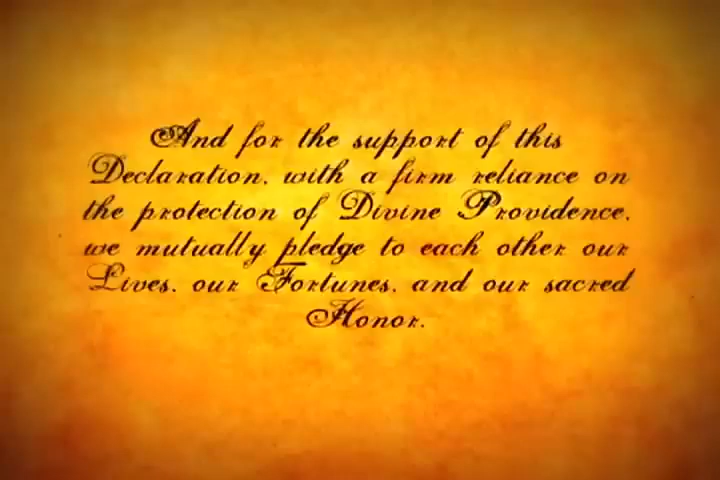 And for the support of this
Declaration, with a firm reliance on
the protection of Divine Providence,
we mutually pledge to each other our
Lives, our Fortunes, and our sacred
Honor.